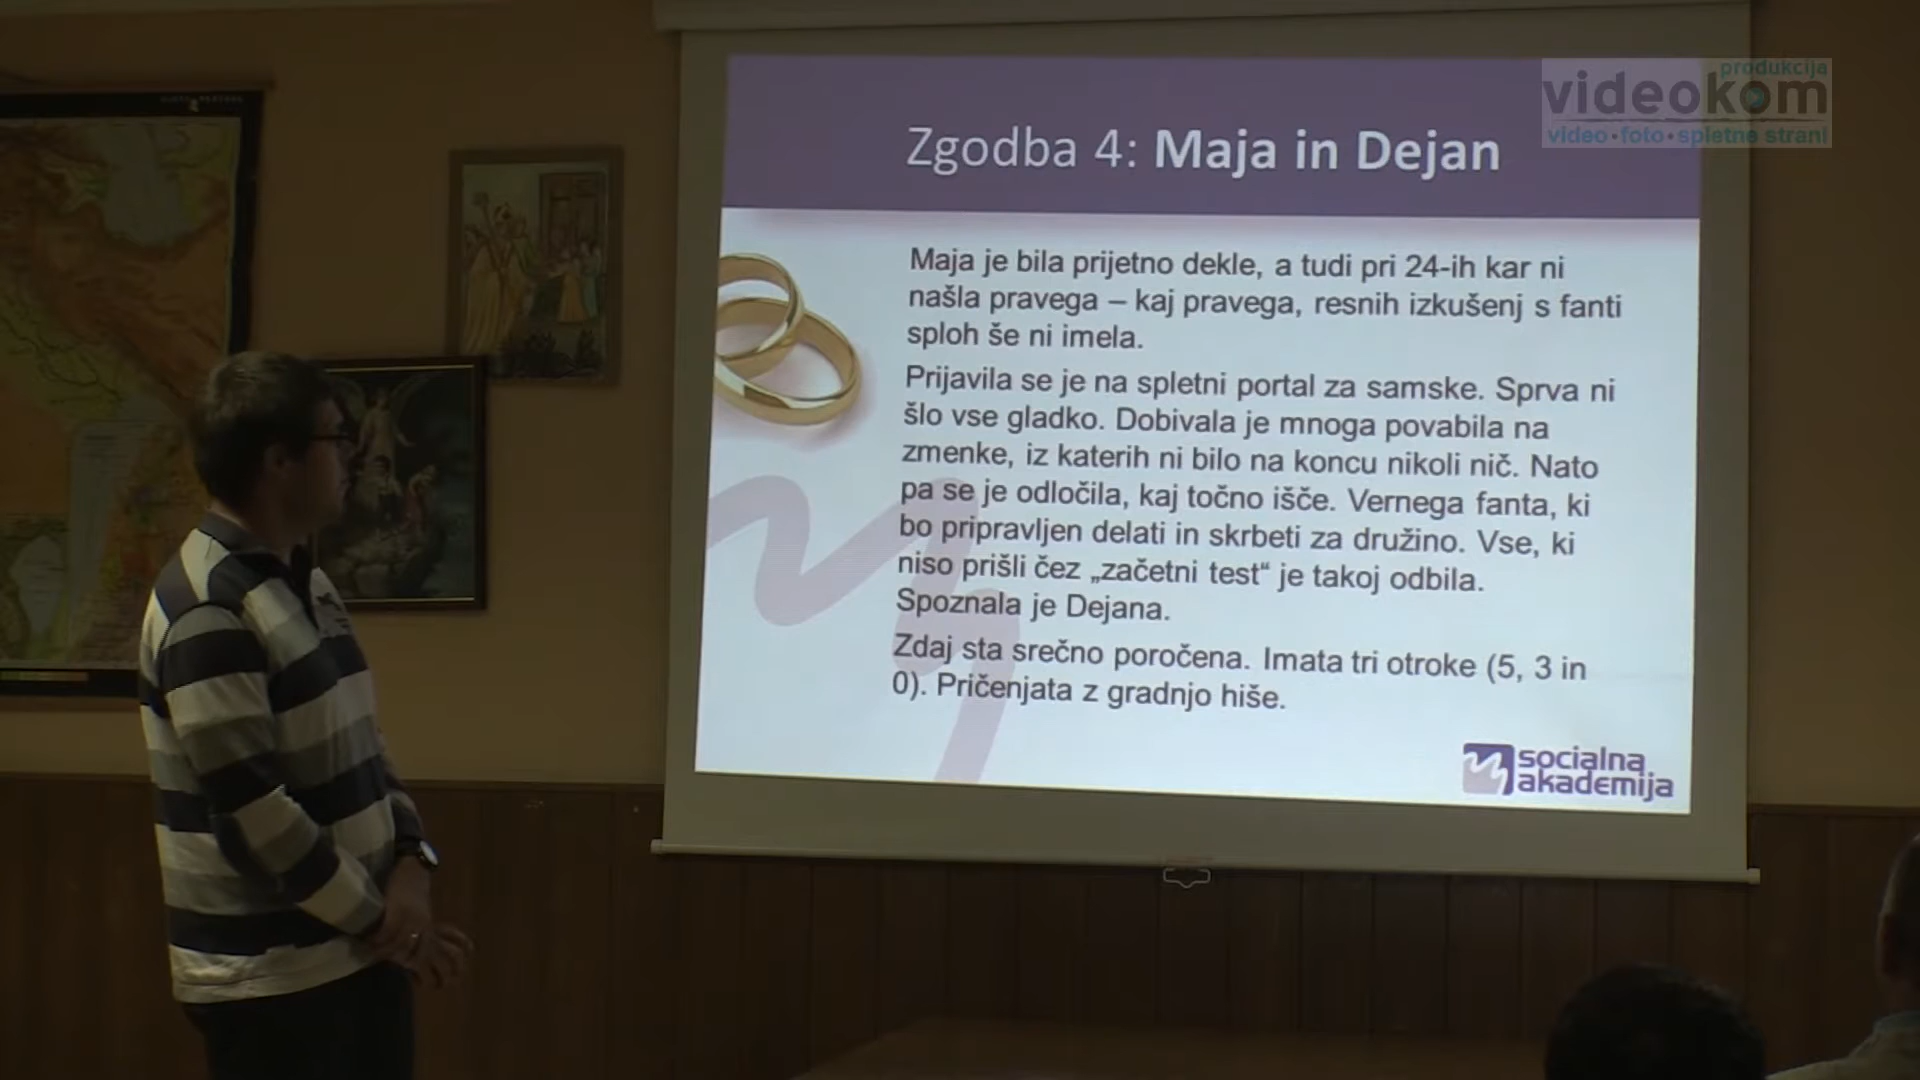 produkcija
videokom
video•foto•spletne strani
Zgodba 4: Maja in Dejan
Maja je bila prijetno dekle, a tudi pri 24-ih kar ni
našla pravega – kaj pravega, resnih izkušenj s fanti
sploh še ni imela.
Prijavila se je na spletni portal za samske. Sprva ni
šlo vse gladko. Dobivala je mnoga povabila na
zmenke, iz katerih ni bilo na koncu nikoli nič. Nato
pa se je odločila, kaj točno išče. Vernega fanta, ki
bo pripravljen delati in skrbeti za družino. Vse, ki
niso prišli čez „začetni test“ je takoj odbila.
Spoznala je Dejana.
Zdaj sta srečno poročena. Imata tri otroke (5, 3 in
0). Pričenjata z gradnjo hiše.
socialna
akademija